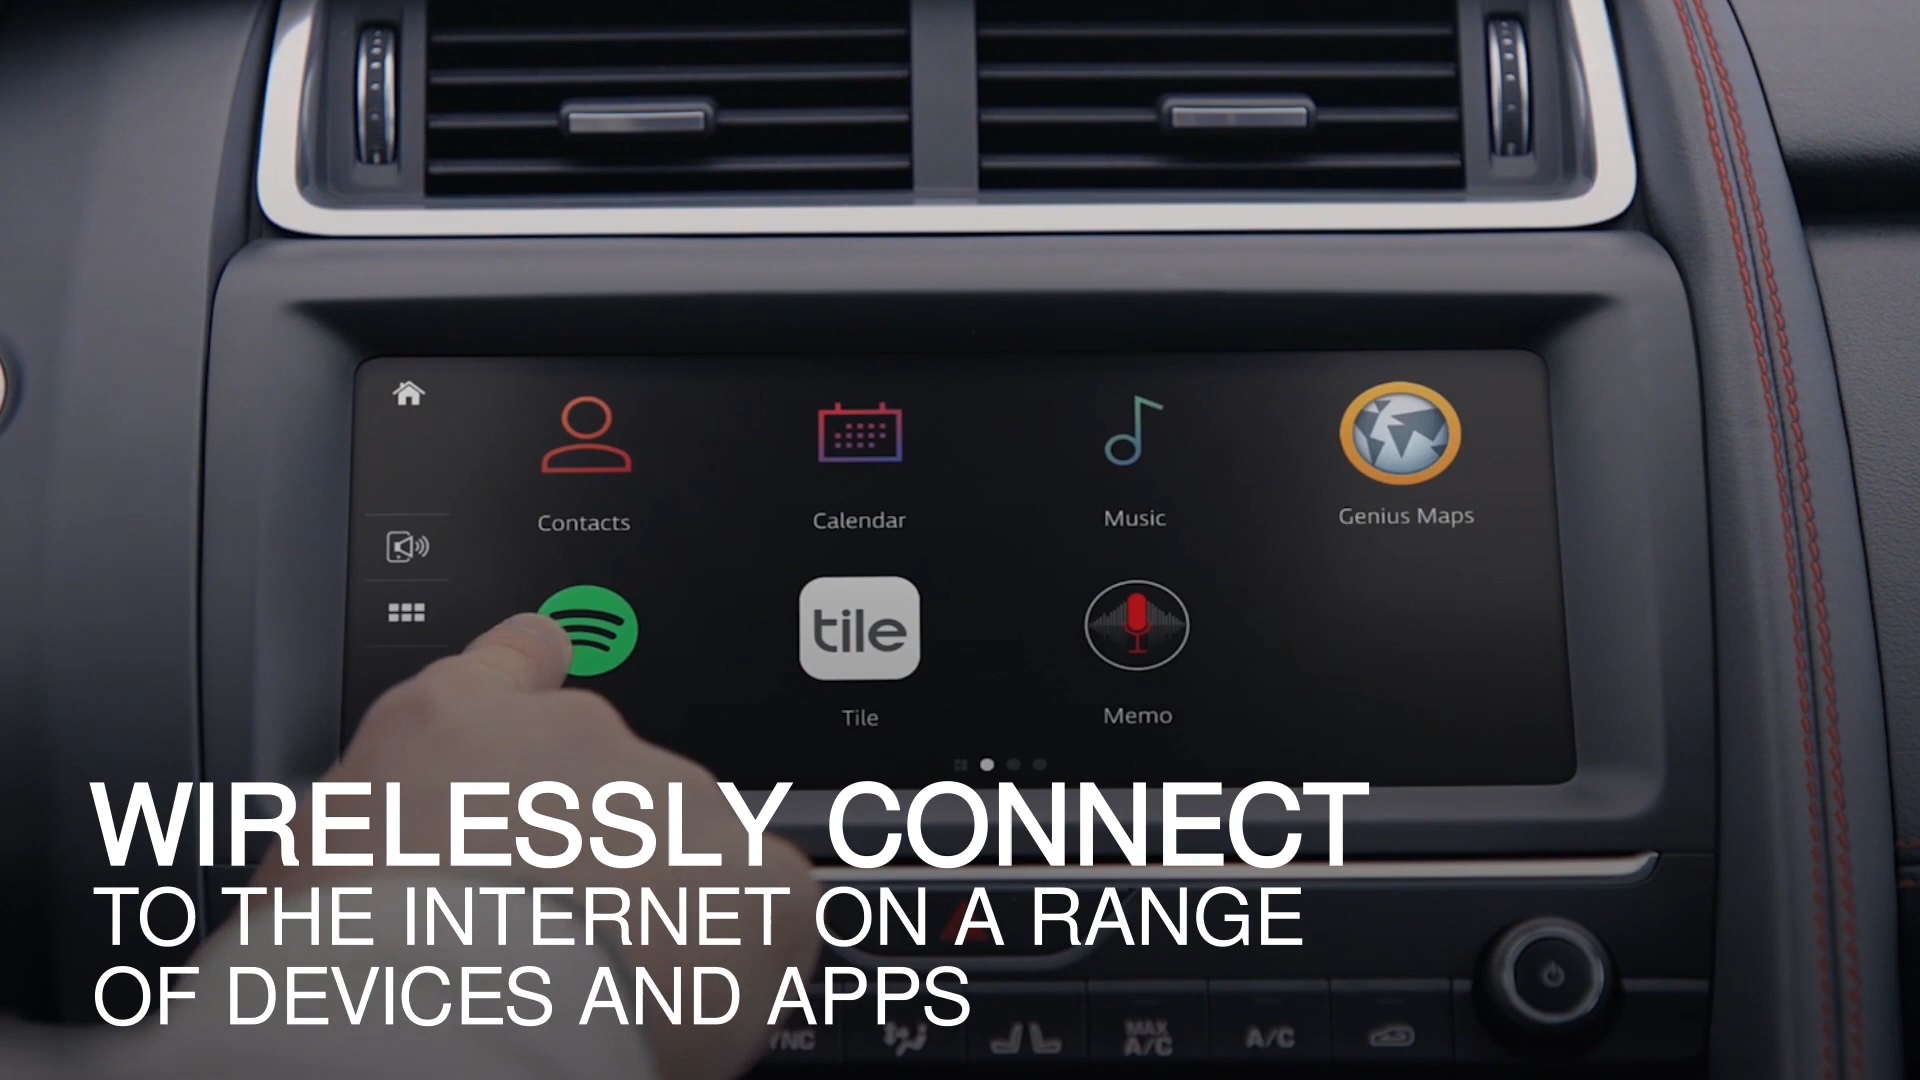 Contacts
Calendar
Music
Genius Maps
tile
Tile
Memo
WIRELESSLY CONNECT
TO THE INTERNET ON A RANGE
OF DEVICES AND APPS
MAX
A/C
A/C